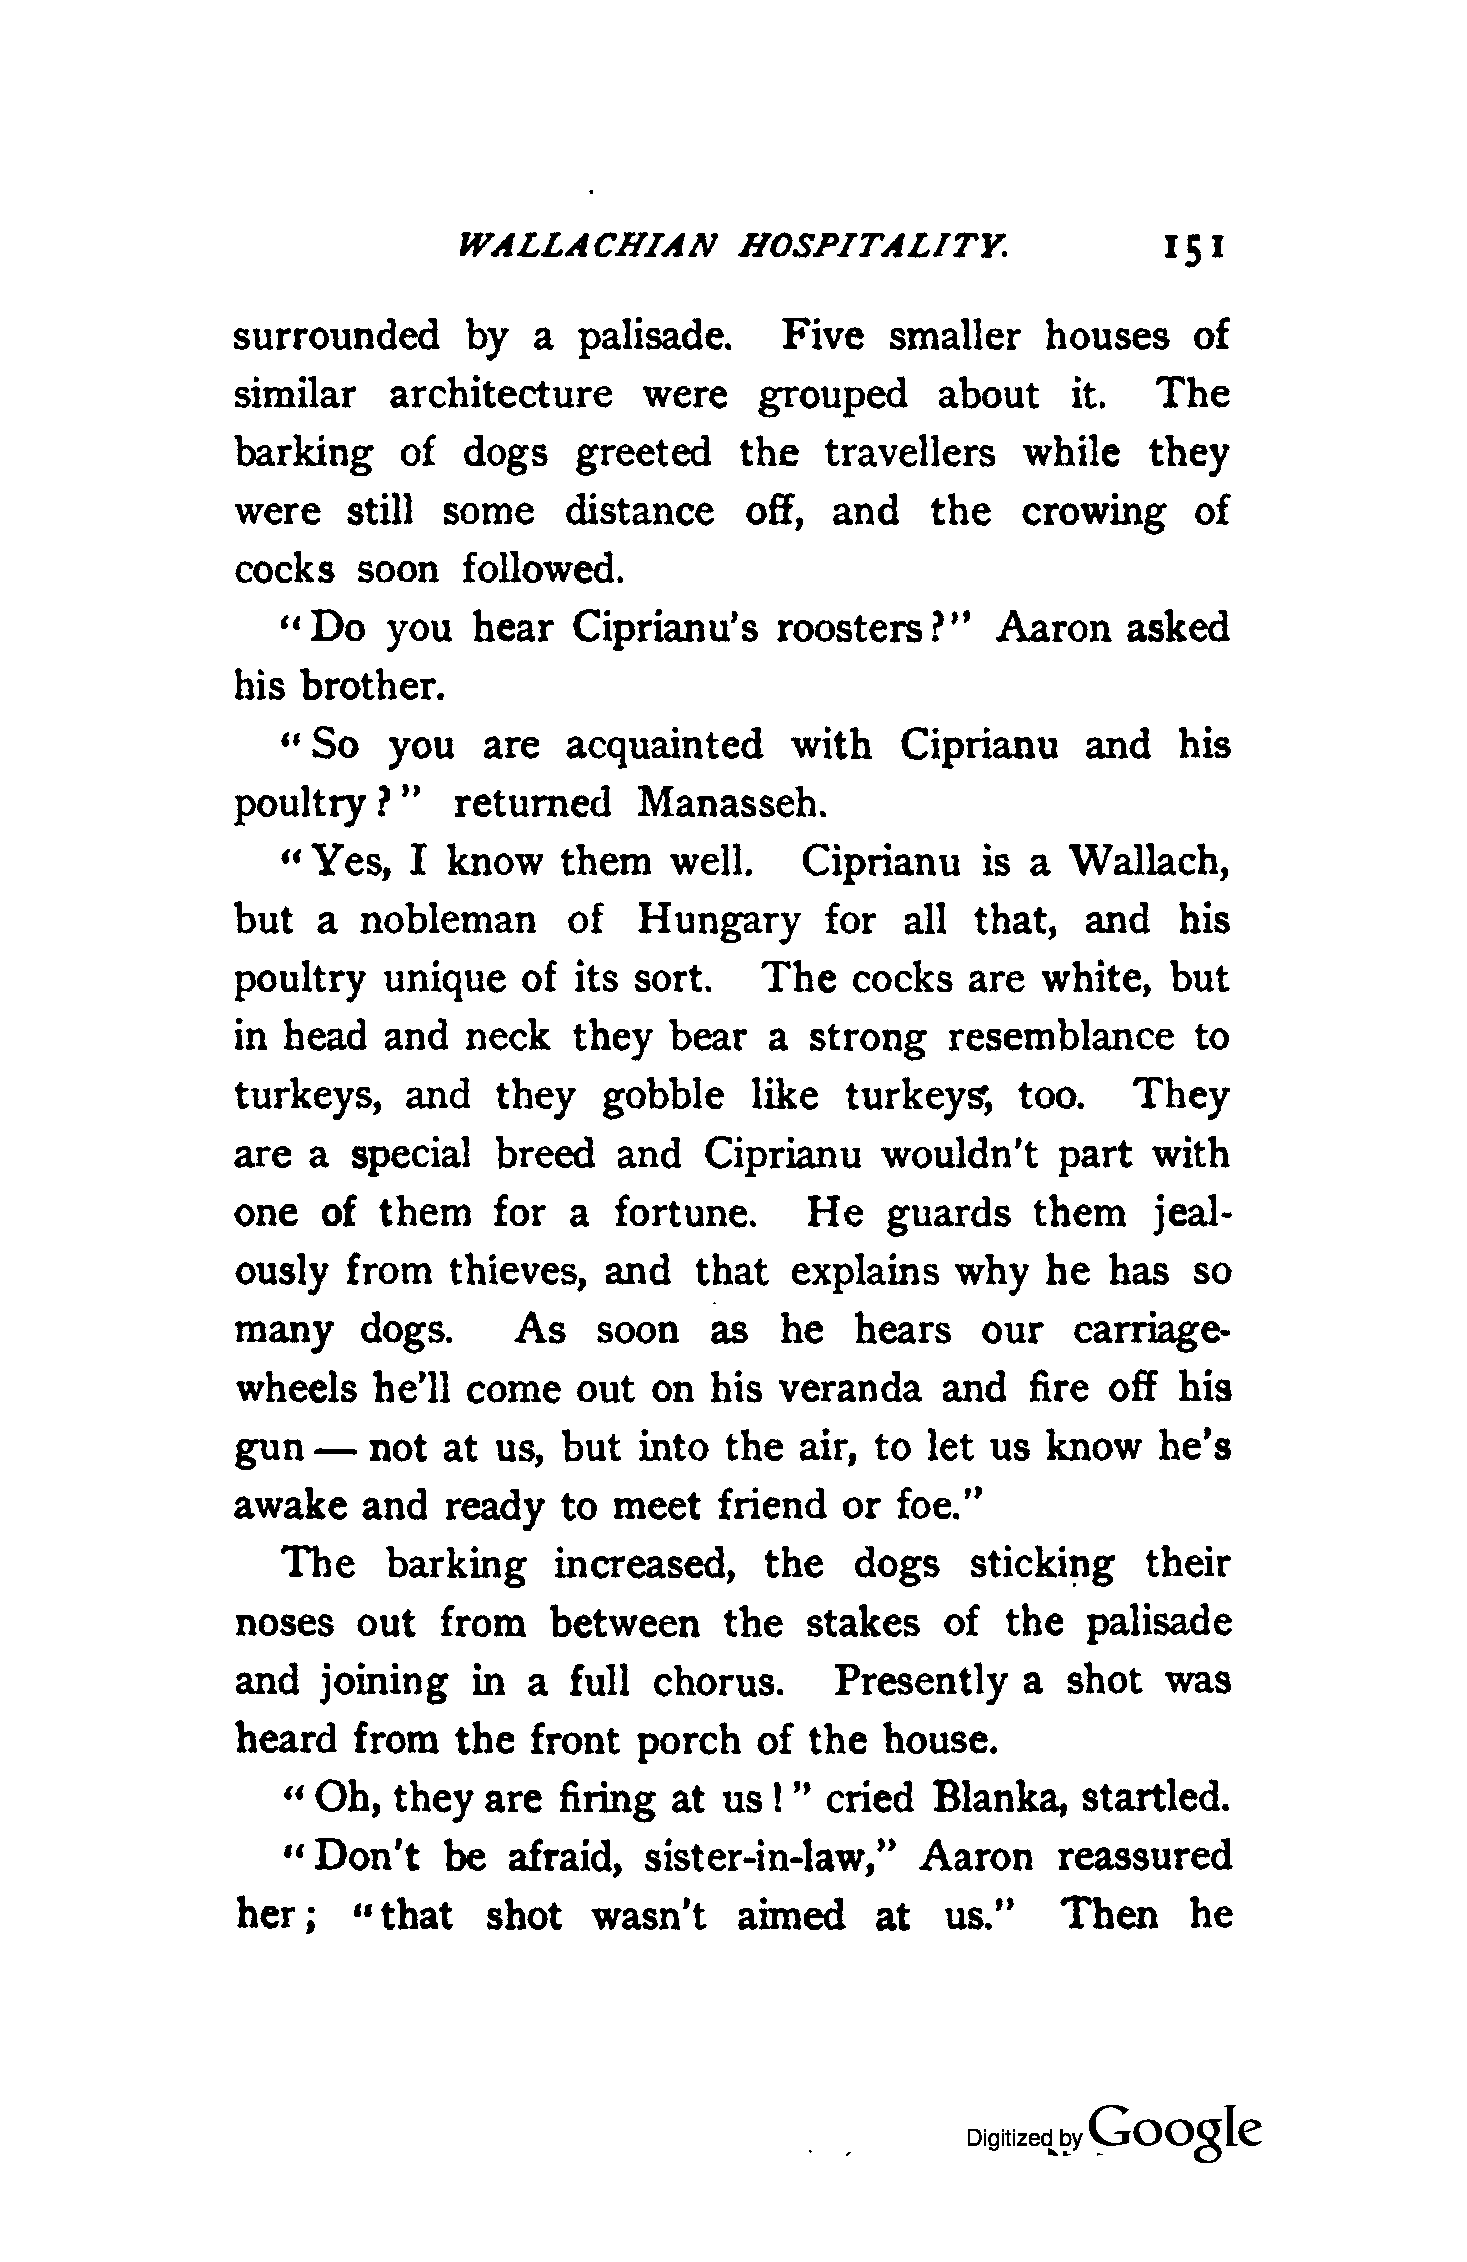 WALLACHIAN HOSPITALITY. 151
surrounded by a palisade. Five smaller houses of
similar architecture were grouped about it. The
barking of dogs greeted the travellers while they
were still some distance off, and the crowing of
cocks soon followed.
"Do you hear Ciprianu's roosters?" Aaron asked
his brother.
"So you are acquainted with Ciprianu and his
poultry?" returned Manasseh.
"Yes, I know them well. Ciprianu is a Wallach,
but a nobleman of Hungary for all that, and his
poultry unique of its sort. The cocks are white, but
in head and neck they bear a strong resemblance to
turkeys, and they gobble like turkeys, too. They
are a special breed and Ciprianu wouldn't part with
one of them for a fortune. He guards them jeal-
ously from thieves, and that explains why he has so
many dogs. As soon as he hears our carriage-
wheels he'll come out on his veranda and fire off his
gun — not at us, but into the air, to let us know he's
awake and ready to meet friend or foe."
The barking increased, the dogs sticking their
noses out from between the stakes of the palisade
and joining in a full chorus. Presently a shot was
heard from the front porch of the house.
"Oh, they are firing at us!" cried Blanka, startled.
"Don't be afraid, sister-in-law," Aaron reassured
her; "that shot wasn't aimed at us." Then he
Digitized by Google